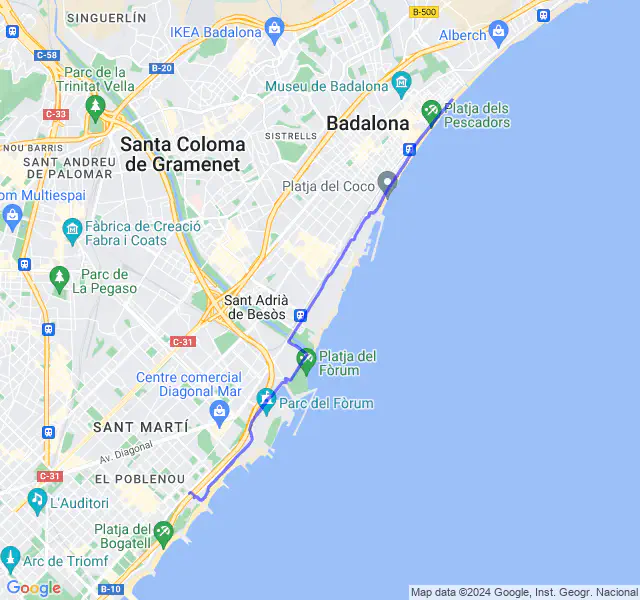 SINGUERLÍN
B-500
IKEA Badalona
Alberch
C-58
B-20
Parc de la
Trinitat Vella
Museu de Badalona
C-33
Platja dels
Pescadors
Badalona
SISTRELLS
NOU BARRIS
Santa Coloma
de Gramenet
SANT ANDREU
DE PALOMAR
Platja del Coco
om Multiespai
Fàbrica de Creació
Fabra i Coats
Parc de
La Pegaso
Sant Adrià
de Besòs
C-31
Platja del
Fòrum
Centre comercial
Diagonal Mar
Parc del Fòrum
SANT MARTÍ
Av. Diagonal
C-31
EL POBLENOU
L'Auditori
Platja del
Bogatell
Arc de Triomf
Google
B-10
Map data ©2024 Google, Inst. Geogr. Nacional